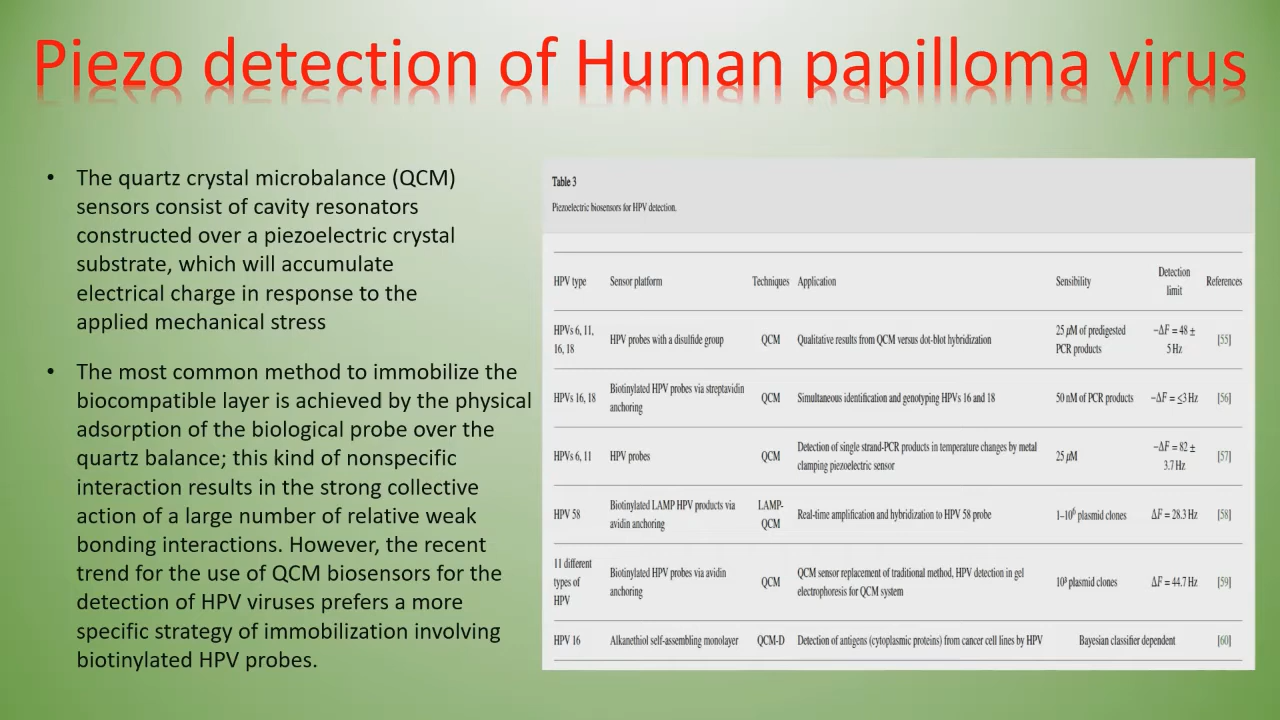 Piezo detection of Human papilloma virus
• The quartz crystal microbalance (QCM)
sensors consist of cavity resonators
constructed over a piezoelectric crystal
substrate, which will accumulate
electrical charge in response to the
applied mechanical stress
• The most common method to immobilize the
biocompatible layer is achieved by the physical
adsorption of the biological probe over the
quartz balance; this kind of nonspecific
interaction results in the strong collective
action of a large number of relative weak
bonding interactions. However, the recent
trend for the use of QCM biosensors for the
detection of HPV viruses prefers a more
specific strategy of immobilization involving
biotinylated HPV probes.
Table 3
Piezoelectric biosensors for HPV detection.
HPV type Sensor platform Techniques Application Sensibility Detection limit References
HPVs 6, 11, 16, 18 HPV probes with a disulfide group QCM Qualitative results from QCM versus dot-blot hybridization 25 μM of predigested PCR products −ΔF = 48 ± 5 Hz [55]
HPVs 16, 18 Biotinylated HPV probes via streptavidin anchoring QCM Simultaneous identification and genotyping HPVs 16 and 18 50 nM of PCR products −ΔF = ≤3 Hz [56]
HPVs 6, 11 HPV probes QCM Detection of single strand-PCR products in temperature changes by metal clamping piezoelectric sensor 25 μM −ΔF = 82 ± 3.7 Hz [57]
HPV 58 Biotinylated LAMP HPV products via avidin anchoring LAMP-QCM Real-time amplification and hybridization to HPV 58 probe 1–10⁶ plasmid clones ΔF = 28.3 Hz [58]
11 different types of HPV Biotinylated HPV probes via avidin anchoring QCM QCM sensor replacement of traditional method, HPV detection in gel electrophoresis for QCM system 10³ plasmid clones ΔF = 44.7 Hz [59]
HPV 16 Alkanethiol self-assembling monolayer QCM-D Detection of antigens (cytoplasmic proteins) from cancer cell lines by HPV Bayesian classifier dependent [60]